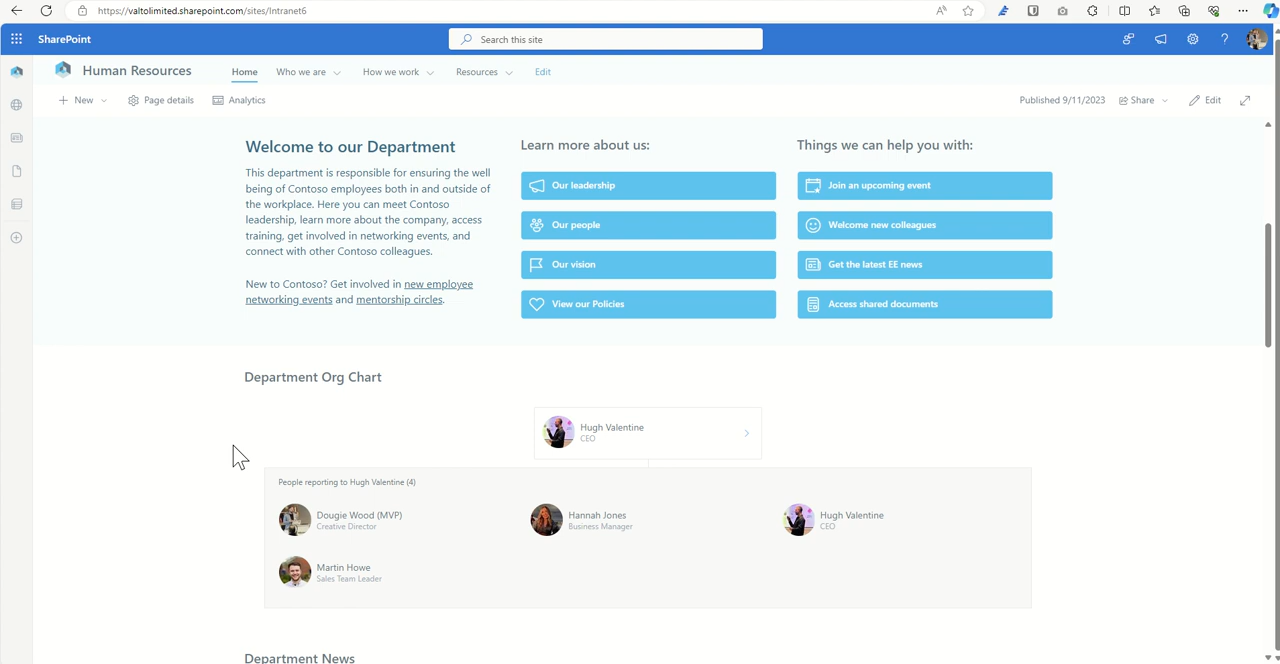 https://valtolimited.sharepoint.com/sites/Intranet6
SharePoint
Search this site
Human Resources
Home
Who we are
How we work
Resources
Edit
New
Page details
Analytics
Published 9/11/2023
Share
Edit
Welcome to our Department
This department is responsible for ensuring the well
being of Contoso employees both in and outside of
the workplace. Here you can meet Contoso
leadership, learn more about the company, access
training, get involved in networking events, and
connect with other Contoso colleagues.
New to Contoso? Get involved in new employee
networking events and mentorship circles.
Learn more about us:
Our leadership
Our people
Our vision
View our Policies
Things we can help you with:
Join an upcoming event
Welcome new colleagues
Get the latest EE news
Access shared documents
Department Org Chart
Hugh Valentine
CEO
People reporting to Hugh Valentine (4)
Dougie Wood (MVP)
Creative Director
Hannah Jones
Business Manager
Hugh Valentine
CEO
Martin Howe
Sales Team Leader
Department News